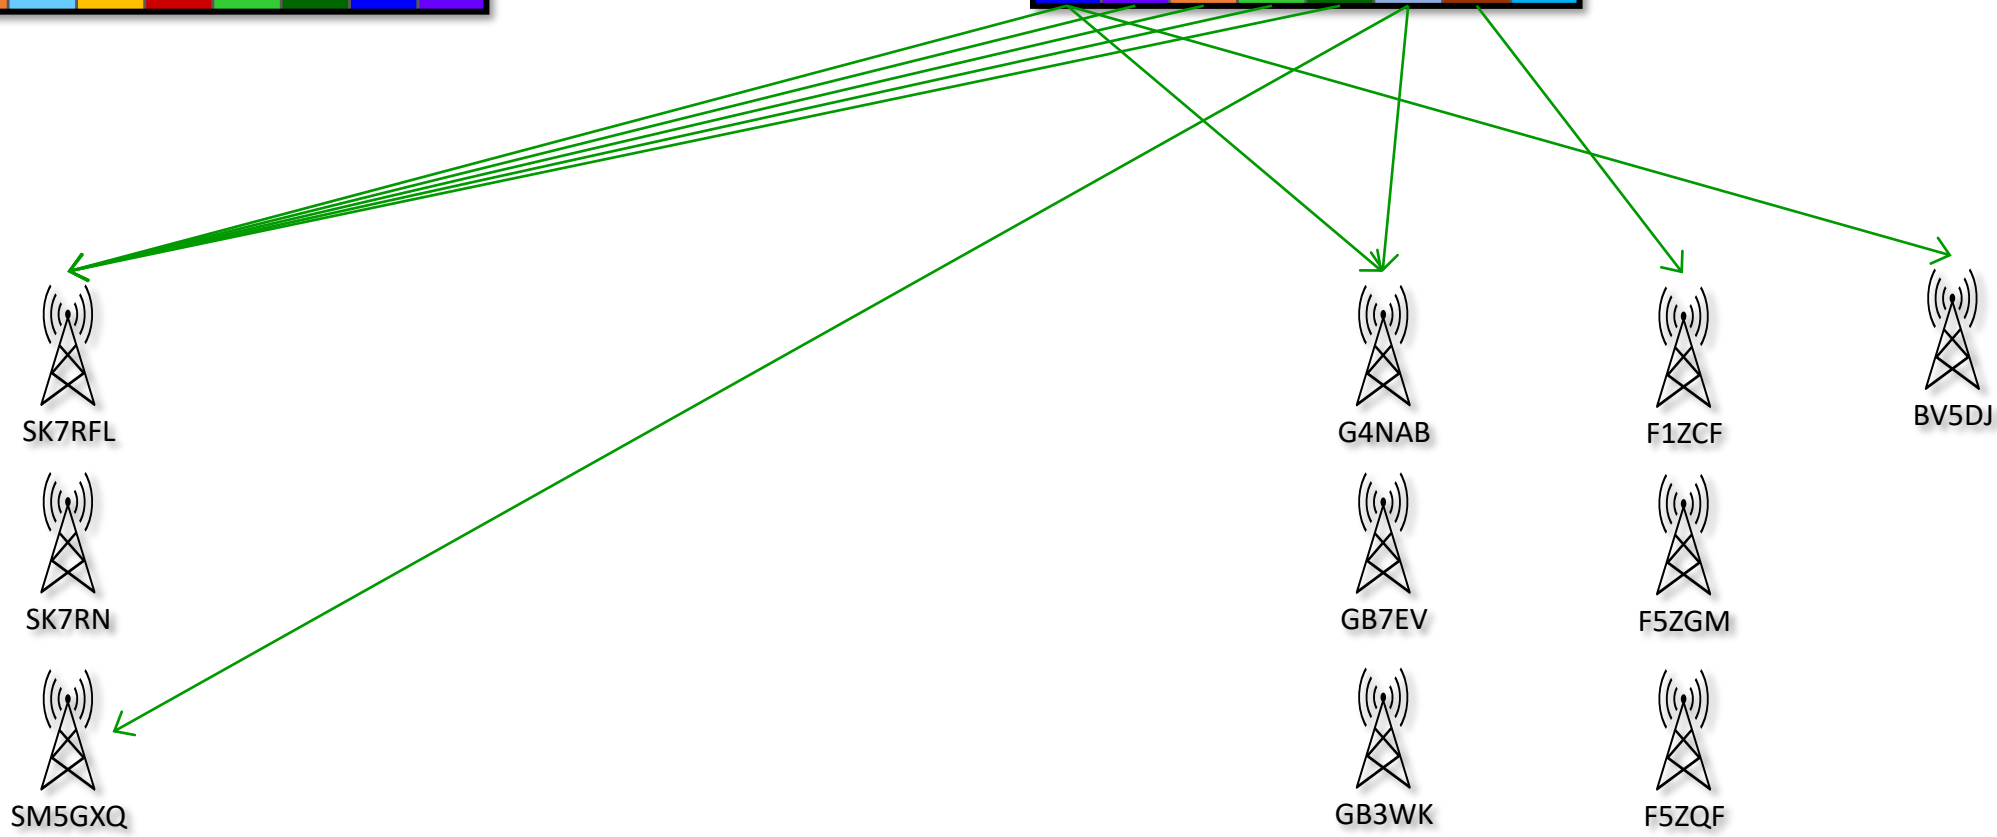 SK7RFL
G4NAB
F1ZCF
BV5DJ
SK7RN
GB7EV
F5ZGM
SM5GXQ
GB3WK
F5ZQF